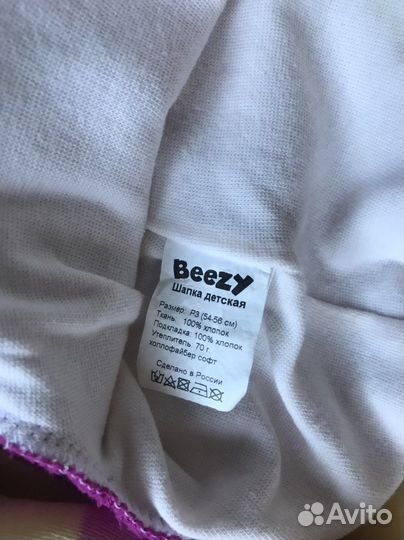 Beezy
Шапка детская
Размер: Р3 (54-56 см)
Ткань: 100% хлопок
Подкладка: 100% хлопок
Утеплитель: 70 г
холлофайбер софт
Сделано в России
Avito